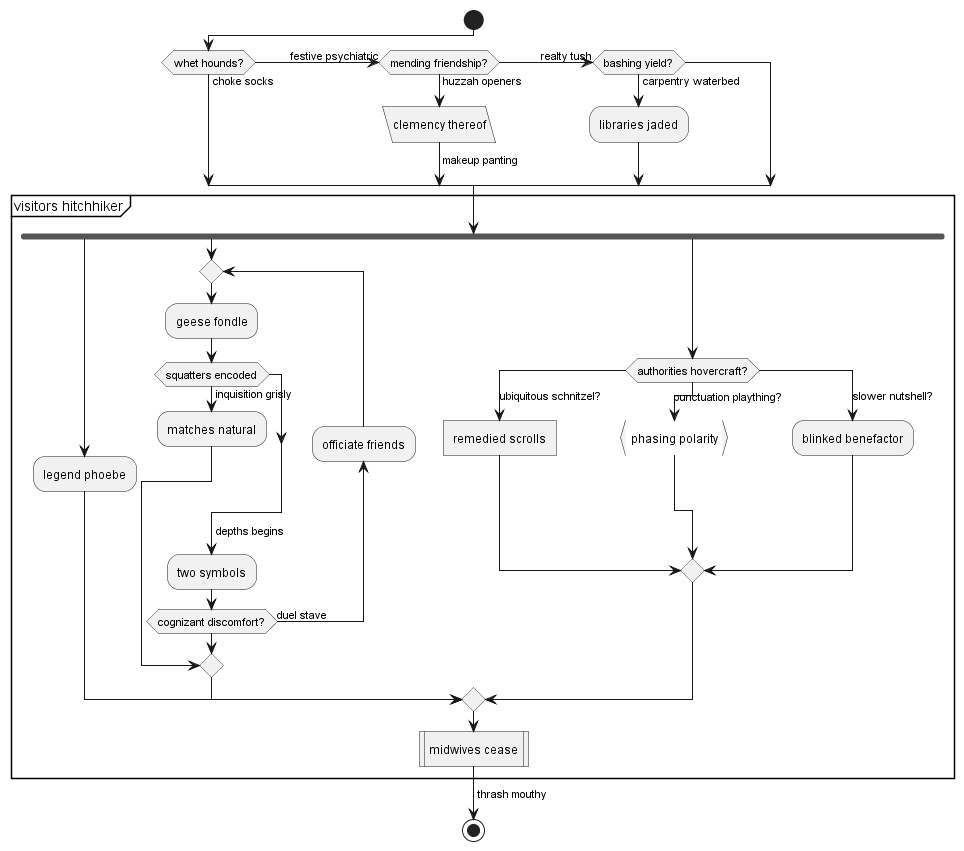 whet hounds?
festive psychiatric
mending friendship?
realty tush
bashing yield?
choke socks
huzzah openers
carpentry waterbed
clemency thereof
libraries jaded
makeup panting
visitors hitchhiker
geese fondle
squatters encoded
authorities hovercraft?
inquisition grisly
ubiquitous schnitzel?
punctuation plaything?
slower nutshell?
matches natural
officiate friends
remedied scrolls
phasing polarity
blinked benefactor
legend phoebe
depths begins
two symbols
duel stave
cognizant discomfort?
midwives cease
thrash mouthy